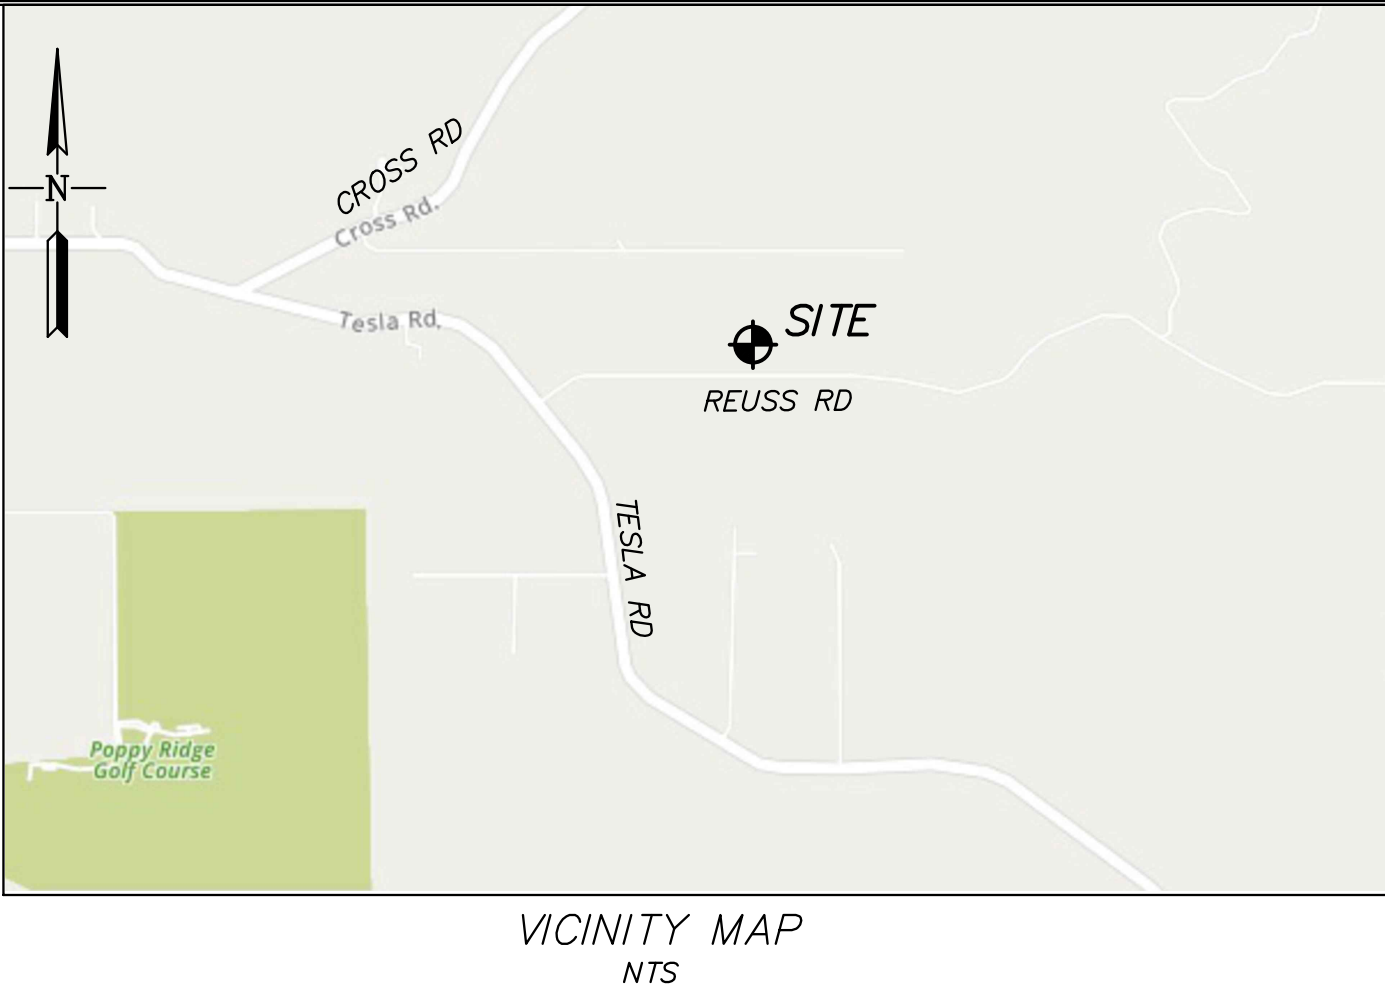 CROSS RD
N
Cross Rd.
SITE
Tesla Rd.
REUSS RD
TESLA RD
Poppy Ridge
Golf Course
VICINITY MAP
NTS